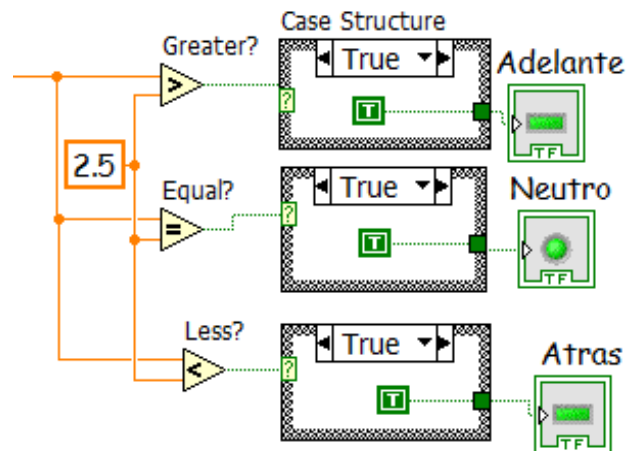 Case Structure
Greater?
True
Adelante
>
?
T
TF
2.5
Equal?
True
Neutro
=
?
T
TF
Less?
True
Atras
<
?
T
TF